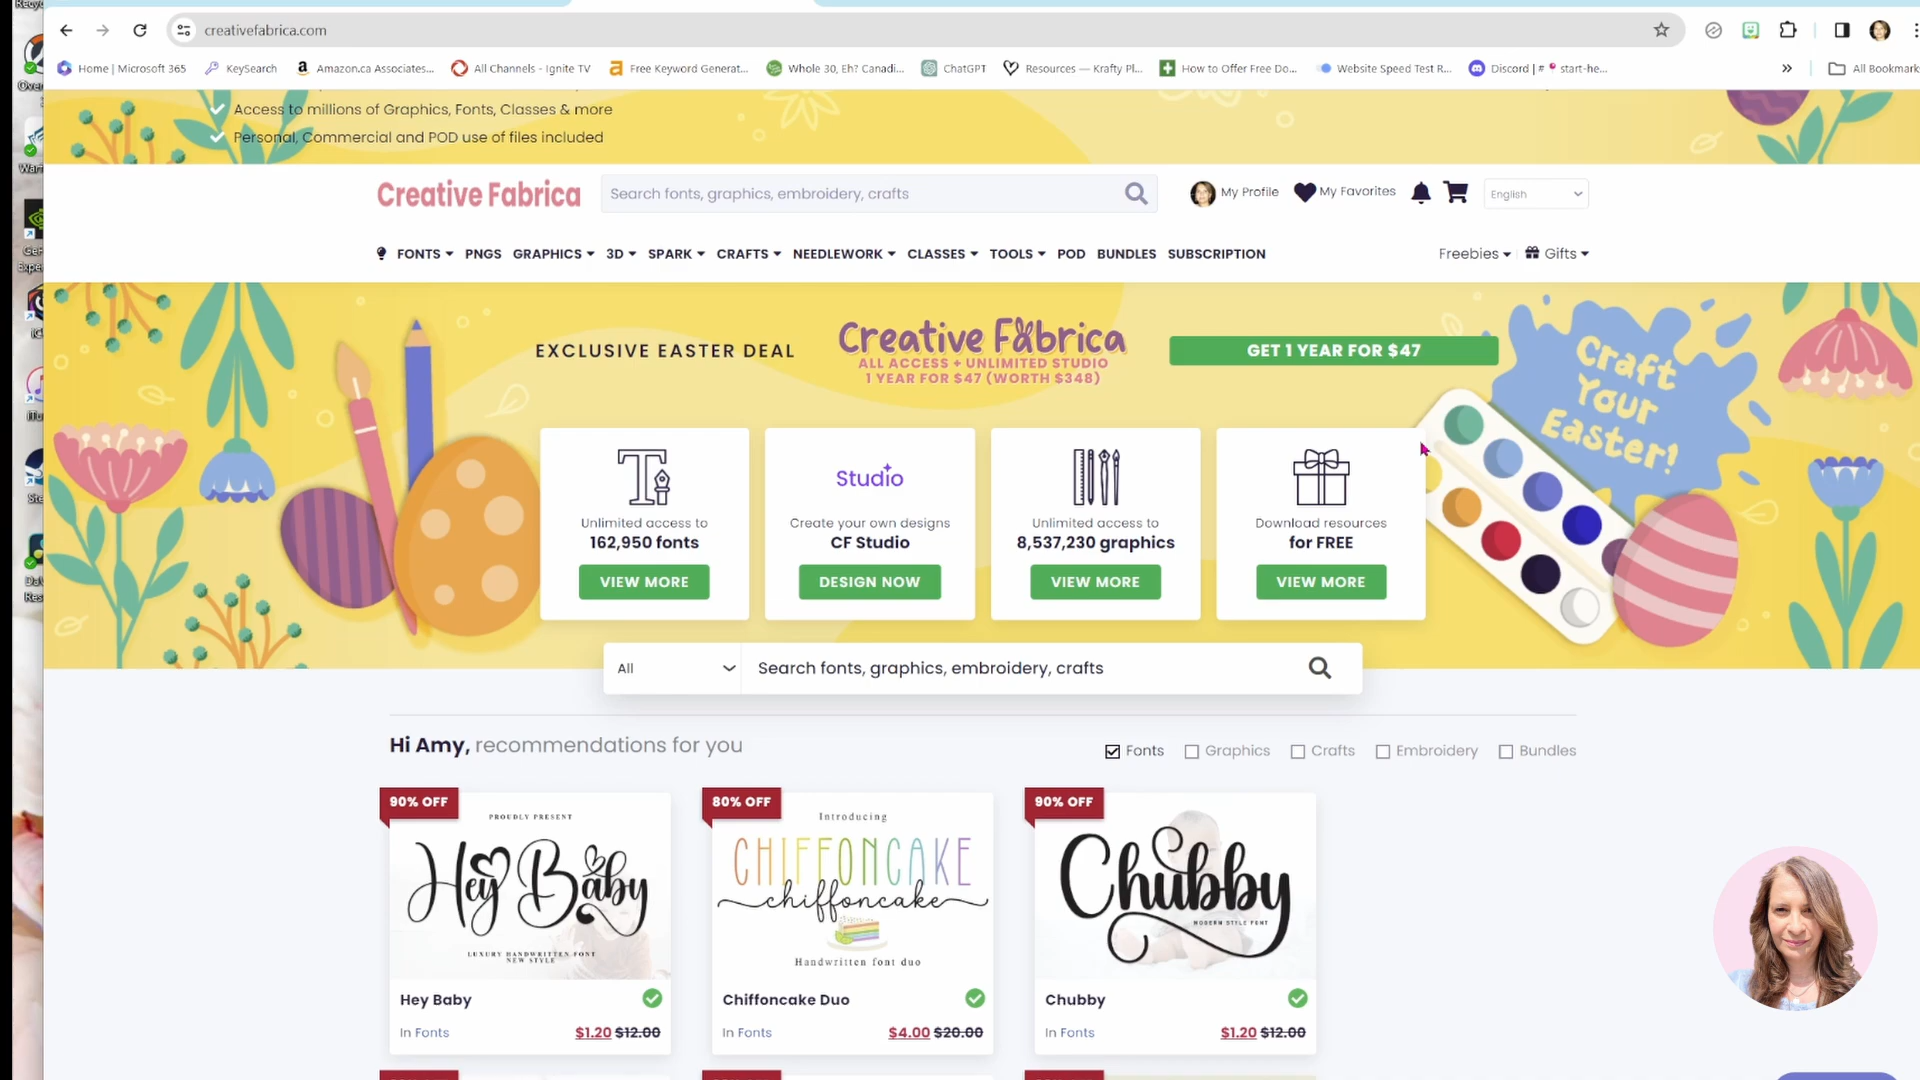 creativefabrica.com
Home | Microsoft 365
KeySearch
Amazon.ca Associates...
All Channels - Ignite TV
Free Keyword Generat...
Whole 30, Eh? Canadi...
ChatGPT
Resources — Krafty Pl...
How to Offer Free Do...
Website Speed Test R...
Discord | # start-he...
All Bookmark
Access to millions of Graphics, Fonts, Classes & more
Personal, Commercial and POD use of files included
Creative Fabrica
Search fonts, graphics, embroidery, crafts
My Profile
My Favorites
English
FONTS PNGS GRAPHICS 3D SPARK CRAFTS NEEDLEWORK CLASSES TOOLS POD BUNDLES SUBSCRIPTION
Freebies
Gifts
EXCLUSIVE EASTER DEAL
Creative Fabrica
ALL ACCESS + UNLIMITED STUDIO
1 YEAR FOR $47 (WORTH $348)
GET 1 YEAR FOR $47
Craft
Your
Easter!
Unlimited access to
162,950 fonts
VIEW MORE
Studio
Create your own designs
CF Studio
DESIGN NOW
Unlimited access to
8,537,230 graphics
VIEW MORE
Download resources
for FREE
VIEW MORE
All
Search fonts, graphics, embroidery, crafts
Hi Amy, recommendations for you
Fonts
Graphics
Crafts
Embroidery
Bundles
90% OFF
PROUDLY PRESENT
Hey Baby
LUXURY HANDWRITTEN FONT
NEW STYLE
Hey Baby
In Fonts
$1.20 $12.00
80% OFF
Introducing
CHIFFONCAKE
chiffoncake
Handwritten font duo
Chiffoncake Duo
In Fonts
$4.00 $20.00
90% OFF
Chubby
MODERN STYLE FONT
Chubby
In Fonts
$1.20 $12.00